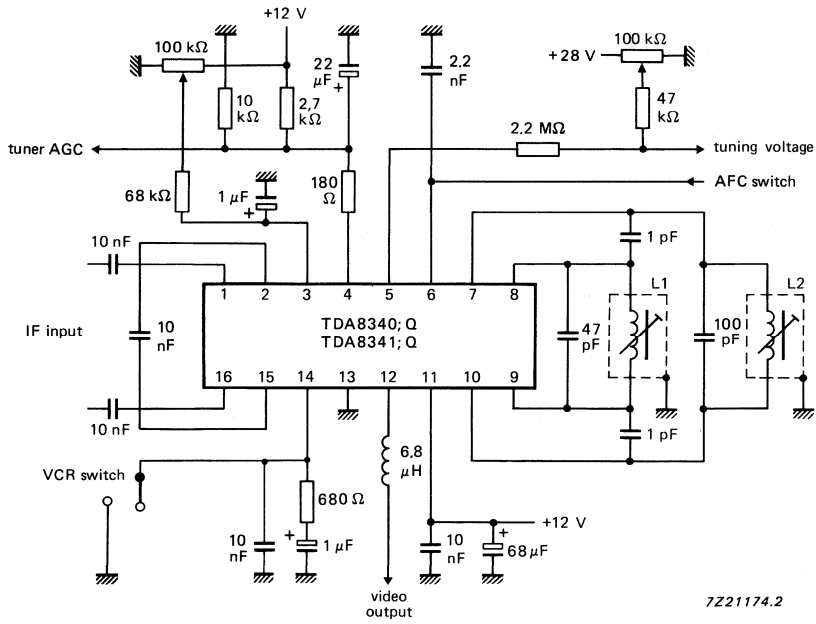 +12 V
100 kΩ
22
μF
+
2.2
nF
+28 V
100 kΩ
10
kΩ
2,7
kΩ
47
kΩ
2.2 MΩ
tuner AGC
tuning voltage
68 kΩ
1 μF
+
180
Ω
AFC switch
10 nF
1 pF
1 2 3 4 5 6 7 8
L1
L2
IF input
10
nF
TDA8340; Q
TDA8341; Q
47
pF
100
pF
16 15 14 13 12 11 10 9
10 nF
1 pF
VCR switch
6,8
μH
680 Ω
+12 V
10
nF
+
1 μF
10
nF
+
68 μF
video
output
7Z21174.2